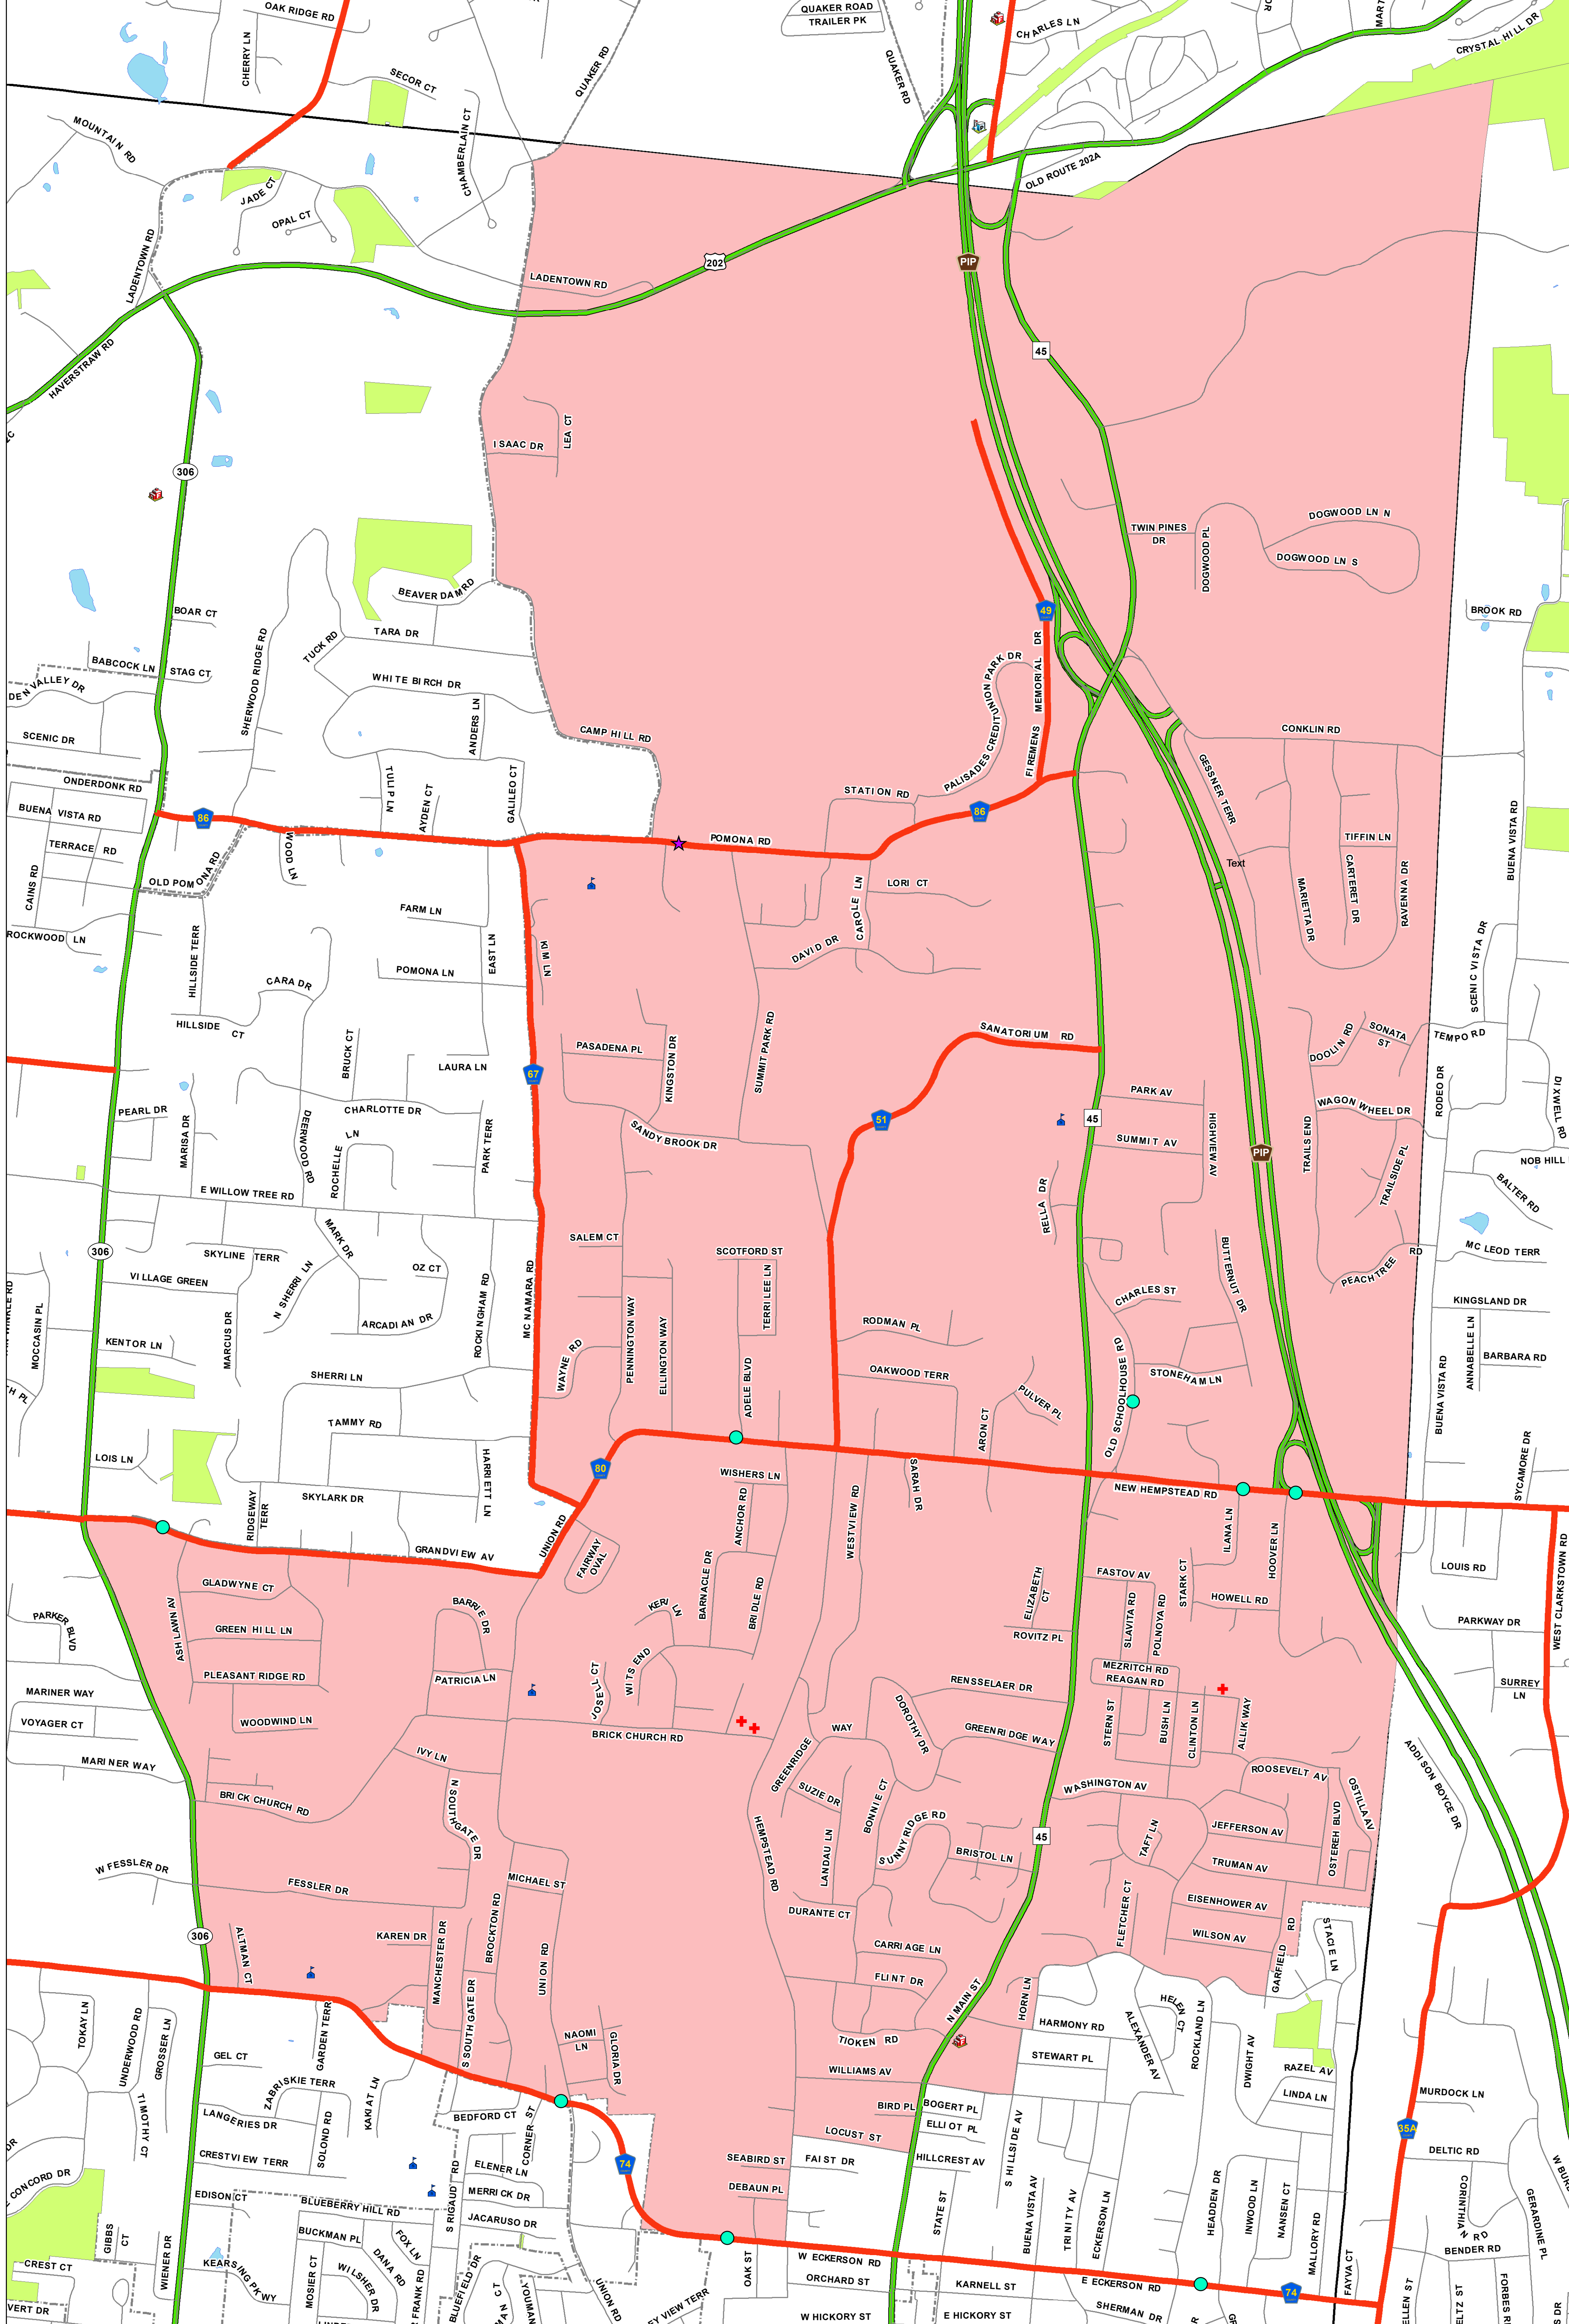 OAK RIDGE RD
CHERRY LN
SECOR CT
QUAKER RD
QUAKER ROAD
TRAILER PK
QUAKER RD
CHARLES LN
CRYSTAL HILL DR
MOUNTAIN RD
CHAMBERLAIN CT
JADE CT
OPAL CT
OLD ROUTE 202A
LADENTOWN RD
LADENTOWN RD
202
PIP
HAVERSTRAW RD
45
306
ISAAC DR
LEA CT
TWIN PINES
DR
DOGWOOD PL
DOGWOOD LN N
DOGWOOD LN S
BOAR CT
BEAVER DAM RD
49
BROOK RD
BABCOCK LN
STAG CT
TUCK RD
TARA DR
SHERWOOD RIDGE RD
WHITE BIRCH DR
DEN VALLEY DR
ANDERS LN
CAMP HILL RD
PALISADES CREDIT UNION PARK DR
FIREMENS MEMORIAL DR
CONKLIN RD
SCENIC DR
ONDERDONK RD
BUENA VISTA RD
TERRACE RD
CAINS RD
OLD POMONA RD
86
TULIP LN
AYDEN CT
GALILEO CT
WOOD LN
STATION RD
86
POMONA RD
GESSNER TERR
Text
TIFFIN LN
MARIETTA DR
CARTERET DR
RAVENNA DR
BUENA VISTA RD
ROCKWOOD LN
HILLSIDE TERR
FARM LN
EAST LN
KIM LN
POMONA LN
CARA DR
HILLSIDE CT
CAROLE LN
LORI CT
DAVID DR
SCENIC VISTA DR
BRUCK CT
LAURA LN
67
PASADENA PL
KINGSTON DR
SUMMIT PARK RD
SANATORIUM RD
DOOLIN RD
SONATA
ST
TEMPO RD
RODEO DR
DIXWELL RD
PEARL DR
MARISA DR
CHARLOTTE DR
DEERWOOD RD
ROCHELLE LN
PARK TERR
SANDY BROOK DR
51
PARK AV
45
SUMMIT AV
HIGHVIEW AV
PIP
WAGON WHEEL DR
TRAILS END
TRAILSIDE PL
NOB HILL
BALTER RD
E WILLOW TREE RD
306
SKYLINE TERR
VILLAGE GREEN
MARK DR
N SHERRI LN
OZ CT
ARCADIAN DR
MARCUS DR
MOCCASIN PL
KENTOR LN
ROCKINGHAM RD
MC NAMARA RD
SALEM CT
SCOTFORD ST
TERRI LEE LN
RELLA DR
BUTTERNUT DR
CHARLES ST
PEACHTREE RD
MC LEOD TERR
KINGSLAND DR
ANNABELLE LN
BARBARA RD
BUENA VISTA RD
SHERRI LN
TAMMY RD
WAYNE RD
PENNINGTON WAY
ELLINGTON WAY
ADELE BLVD
RODMAN PL
OAKWOOD TERR
ARON CT
PULVER PL
OLD SCHOOLHOUSE RD
STONEHAM LN
LOIS LN
SKYLARK DR
RIDGEWAY
TERR
HARRIETT LN
GRANDVIEW AV
80
UNION RD
FAIRWAY
OVAL
WISHERS LN
ANCHOR RD
WESTVIEW RD
SARAH DR
NEW HEMPSTEAD RD
ILANA LN
HOOVER LN
SYCAMORE DR
LOUIS RD
WEST CLARKSTOWN RD
GLADWYNE CT
ASH LAWN AV
GREEN HILL LN
PLEASANT RIDGE RD
WOODWIND LN
BARRIE DR
PATRICIA LN
KERI LN
WITS END
JOSELL CT
BARNACLE DR
BRIDLE RD
BRICK CHURCH RD
ELIZABETH
CT
ROVITZ PL
FASTOV AV
SLAVITA RD
POLNOYA RD
STARK CT
HOWELL RD
MEZRITCH RD
REAGAN RD
STERN ST
BUSH LN
CLINTON LN
ALLIK WAY
PARKWAY DR
SURREY
LN
PARKER BLVD
MARINER WAY
VOYAGER CT
MARINER WAY
BRICK CHURCH RD
IVY LN
N SOUTHGATE DR
RENSSELAER DR
DOROTHY DR
GREENRIDGE WAY
GREENRIDGE WAY
SUZIE DR
BONNIE CT
LANDAU LN
SUNNY RIDGE RD
BRISTOL LN
45
WASHINGTON AV
ROOSEVELT AV
OSTILLA AV
OSTEREH BLVD
JEFFERSON AV
TAFT LN
TRUMAN AV
EISENHOWER AV
WILSON AV
FLETCHER CT
ADDISON BOYCE DR
W FESSLER DR
FESSLER DR
MICHAEL ST
HEMPSTEAD RD
DURANTE CT
306
ALTMAN CT
KAREN DR
MANCHESTER DR
BROCKTON RD
UNION RD
CARRIAGE LN
FLINT DR
N MAIN ST
HORN LN
GARFIELD RD
STACIE LN
TOKAY LN
UNDERWOOD RD
GROSSER LN
GARDEN TERR
S SOUTH GATE DR
NAOMI
LN
GLORIA DR
TIOKEN RD
HARMONY RD
HELEN CT
ALEXANDER AV
ROCKLAND LN
DWIGHT AV
GEL CT
ZABRISKIE TERR
LANGERIES DR
SOLOND RD
KAKIAT LN
TIMOTHY CT
WILLIAMS AV
STEWART PL
RAZEL AV
LINDA LN
MURDOCK LN
BIRD PL
BOGERT PL
ELLIOT PL
BEDFORD CT
CORNER ST
LOCUST ST
35A
CRESTVIEW TERR
ELENER LN
74
SEABIRD ST
FAIST DR
HILLCREST AV
S HILLSIDE AV
DELTIC RD
CONCORD DR
EDISON CT
BLUEBERRY HILL RD
S RIGAUD RD
MERRICK DR
DEBAUN PL
STATE ST
BUENA VISTA AV
TRINITY AV
ECKERSON LN
HEADDEN DR
INWOOD LN
NANSEN CT
MALLORY RD
CORINTHIAN RD
GERARDINE PL
GIBBS CT
WIENER DR
BUCKMAN PL
FOX LN
DANA RD
JACARUSO DR
BENDER RD
CREST CT
KEARSING PKWY
MOSIER CT
WILSHER DR
FRANK RD
BLUEFIELD DR
UNION RD
OAK ST
W ECKERSON RD
ORCHARD ST
KARNELL ST
E ECKERSON RD
74
FAYVA CT
W HICKORY ST
E HICKORY ST
SHERMAN DR